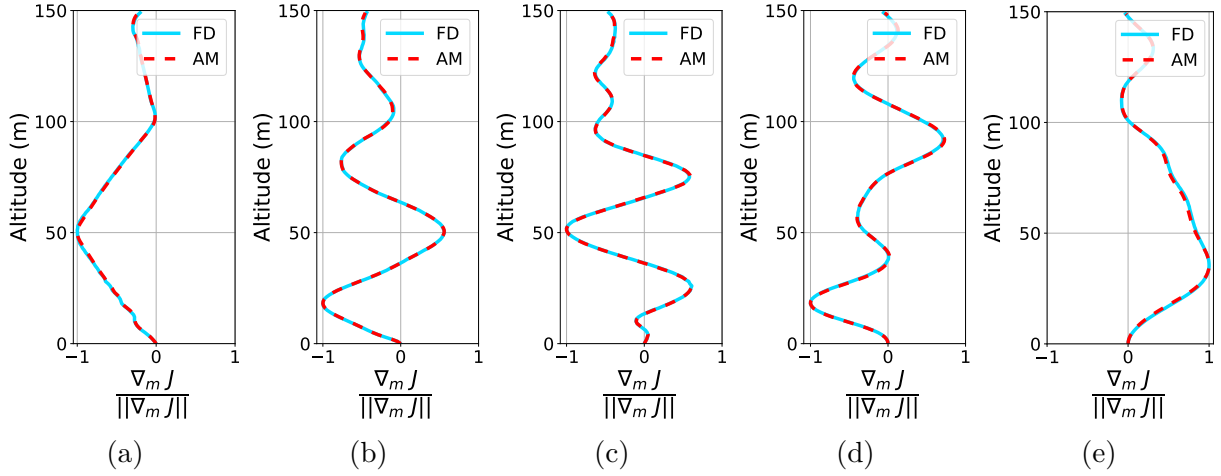 150
100
50
0
Altitude (m)
FD
AM
−1 0 1
∇m J
||∇m J||
(a)
150
100
50
0
Altitude (m)
FD
AM
−1 0 1
∇m J
||∇m J||
(b)
150
100
50
0
Altitude (m)
FD
AM
−1 0 1
∇m J
||∇m J||
(c)
150
100
50
0
Altitude (m)
FD
AM
−1 0 1
∇m J
||∇m J||
(d)
150
100
50
0
Altitude (m)
FD
AM
−1 0 1
∇m J
||∇m J||
(e)